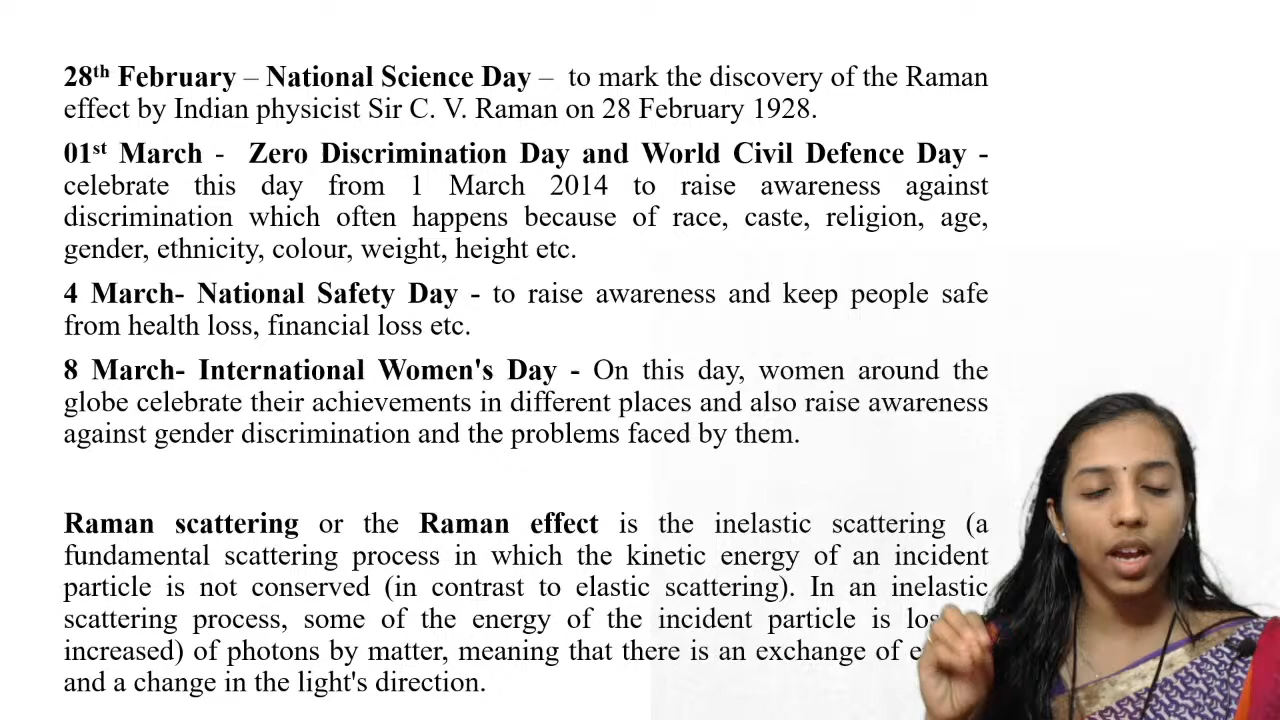 28th February – National Science Day – to mark the discovery of the Raman
effect by Indian physicist Sir C. V. Raman on 28 February 1928.
01st March - Zero Discrimination Day and World Civil Defence Day -
celebrate this day from 1 March 2014 to raise awareness against
discrimination which often happens because of race, caste, religion, age,
gender, ethnicity, colour, weight, height etc.
4 March- National Safety Day - to raise awareness and keep people safe
from health loss, financial loss etc.
8 March- International Women's Day - On this day, women around the
globe celebrate their achievements in different places and also raise awareness
against gender discrimination and the problems faced by them.
Raman scattering or the Raman effect is the inelastic scattering (a
fundamental scattering process in which the kinetic energy of an incident
particle is not conserved (in contrast to elastic scattering). In an inelastic
scattering process, some of the energy of the incident particle is
increased) of photons by matter, meaning that there is an exchange of
and a change in the light's direction.